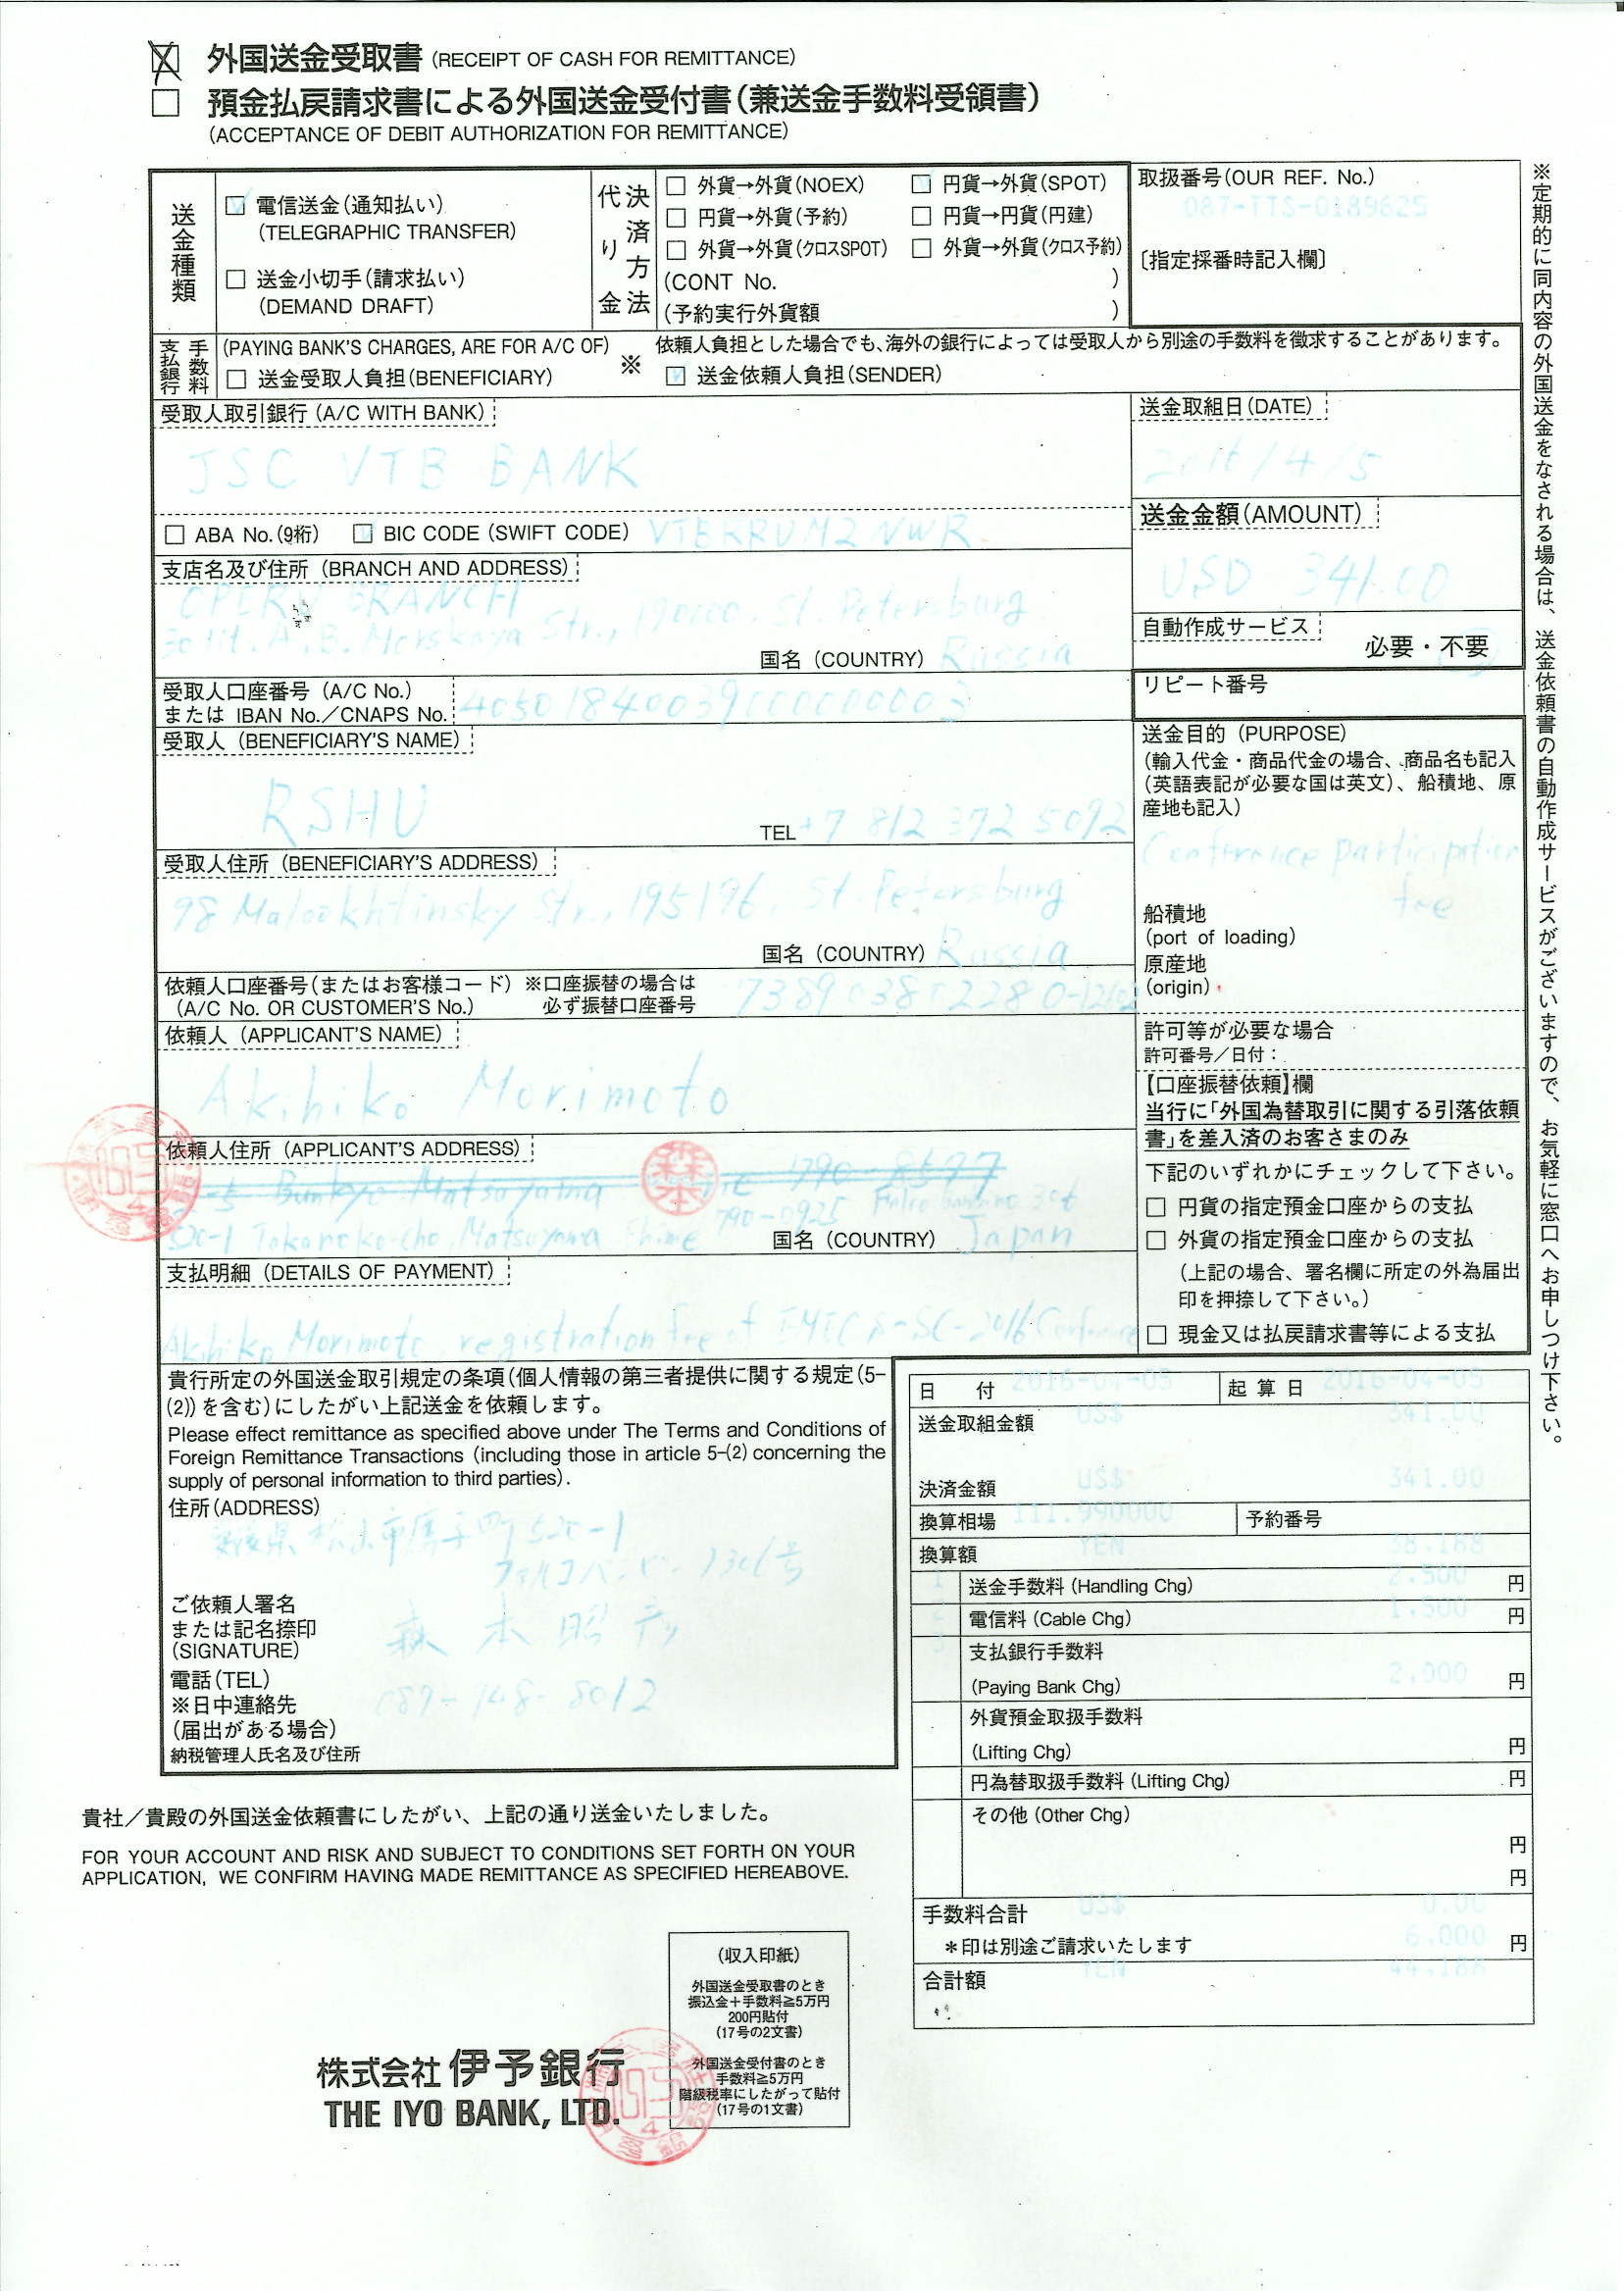 外国送金受取書 (RECEIPT OF CASH FOR REMITTANCE)
預金払戻請求書による外国送金受付書(兼送金手数料受領書)
(ACCEPTANCE OF DEBIT AUTHORIZATION FOR REMITTANCE)
送金種類
電信送金(通知払い)
(TELEGRAPHIC TRANSFER)
送金小切手(請求払い)
(DEMAND DRAFT)
代り金
決済方法
外貨→外貨(NOEX)
円貨→外貨(SPOT)
円貨→外貨(予約)
円貨→円貨(円建)
外貨→外貨(クロスSPOT)
外貨→外貨(クロス予約)
(CONT No. )
(予約実行外貨額 )
取扱番号(OUR REF. No.)
087-TTS-0189625
〔指定採番時記入欄〕
支払銀行手数料
(PAYING BANK'S CHARGES, ARE FOR A/C OF)
※
依頼人負担とした場合でも、海外の銀行によっては受取人から別途の手数料を徴求することがあります。
送金受取人負担(BENEFICIARY)
送金依頼人負担(SENDER)
受取人取引銀行 (A/C WITH BANK)
JSC VTB BANK
送金取組日(DATE)
2016/4/5
ABA No.(9桁)
BIC CODE (SWIFT CODE) VTBRRUM2NWR
送金金額(AMOUNT)
USD 341.00
支店名及び住所 (BRANCH AND ADDRESS)
OPERU BRANCH
30 lit. A. B. Morskaya Str., 190000. St. Petersburg
国名 (COUNTRY) Russia
自動作成サービス
必要・不要
受取人口座番号 (A/C No.)
または IBAN No./CNAPS No.
40501840039000000003
リピート番号
受取人 (BENEFICIARY'S NAME)
RSHU
TEL +7 812 372 5092
送金目的 (PURPOSE)
(輸入代金・商品代金の場合、商品名も記入
(英語表記が必要な国は英文)、船積地、原
産地も記入)
Conference participation
fee
船積地
(port of loading)
原産地
(origin)
受取人住所 (BENEFICIARY'S ADDRESS)
98 Malookhtinsky Str., 195196. St. Petersburg
国名 (COUNTRY) Russia
依頼人口座番号(またはお客様コード) ※口座振替の場合は
(A/C No. OR CUSTOMER'S No.) 必ず振替口座番号
依頼人 (APPLICANT'S NAME)
Akihiko Morimoto
許可等が必要な場合
許可番号/日付:
【口座振替依頼】欄
当行に「外国為替取引に関する引落依頼
書」を差入済のお客さまのみ
下記のいずれかにチェックして下さい。
円貨の指定預金口座からの支払
外貨の指定預金口座からの支払
(上記の場合、署名欄に所定の外為届出
印を押捺して下さい。)
現金又は払戻請求書等による支払
依頼人住所 (APPLICANT'S ADDRESS)
Bunkyo Matsuyama 790-8577
森本
520-1 Takanoko-cho, Matsuyama Ehime 790-0925
国名 (COUNTRY) Japan
支払明細 (DETAILS OF PAYMENT)
Akihiko Morimoto, registration fee of EMECS-SC-2016 Conference
貴行所定の外国送金取引規定の条項(個人情報の第三者提供に関する規定(5-
(2))を含む)にしたがい上記送金を依頼します。
Please effect remittance as specified above under The Terms and Conditions of
Foreign Remittance Transactions (including those in article 5-(2) concerning the
supply of personal information to third parties).
住所(ADDRESS)
愛媛県松山市鷹子町520-1
ご依頼人署名
または記名捺印
(SIGNATURE)
森本昭彦
電話(TEL)
※日中連絡先
(届出がある場合)
納税管理人氏名及び住所
日付 2016-04-05 起算日 2016-04-05
送金取組金額 US$ 341.00
決済金額 US$ 341.00
換算相場 111.990000 予約番号
換算額 YEN 38.188
1 送金手数料 (Handling Chg) 2.500 円
2 電信料 (Cable Chg) 1.500 円
3 支払銀行手数料
(Paying Bank Chg) 2.000 円
外貨預金取扱手数料
(Lifting Chg) 円
円為替取扱手数料 (Lifting Chg) 円
その他 (Other Chg)
円
円
手数料合計 US$ 0.00
*印は別途ご請求いたします 6.000 円
合計額 YEN 44.188
※定期的に同内容の外国送金をなされる場合は、送金依頼書の自動作成サービスがございますので、お気軽に窓口へお申しつけ下さい。
貴社/貴殿の外国送金依頼書にしたがい、上記の通り送金いたしました。
FOR YOUR ACCOUNT AND RISK AND SUBJECT TO CONDITIONS SET FORTH ON YOUR
APPLICATION, WE CONFIRM HAVING MADE REMITTANCE AS SPECIFIED HEREABOVE.
(収入印紙)
外国送金受取書のとき
振込金+手数料≧5万円
200円貼付
(17号の2文書)
外国送金受付書のとき
手数料≧5万円
階級税率にしたがって貼付
(17号の1文書)
株式会社 伊予銀行
THE IYO BANK, LTD.